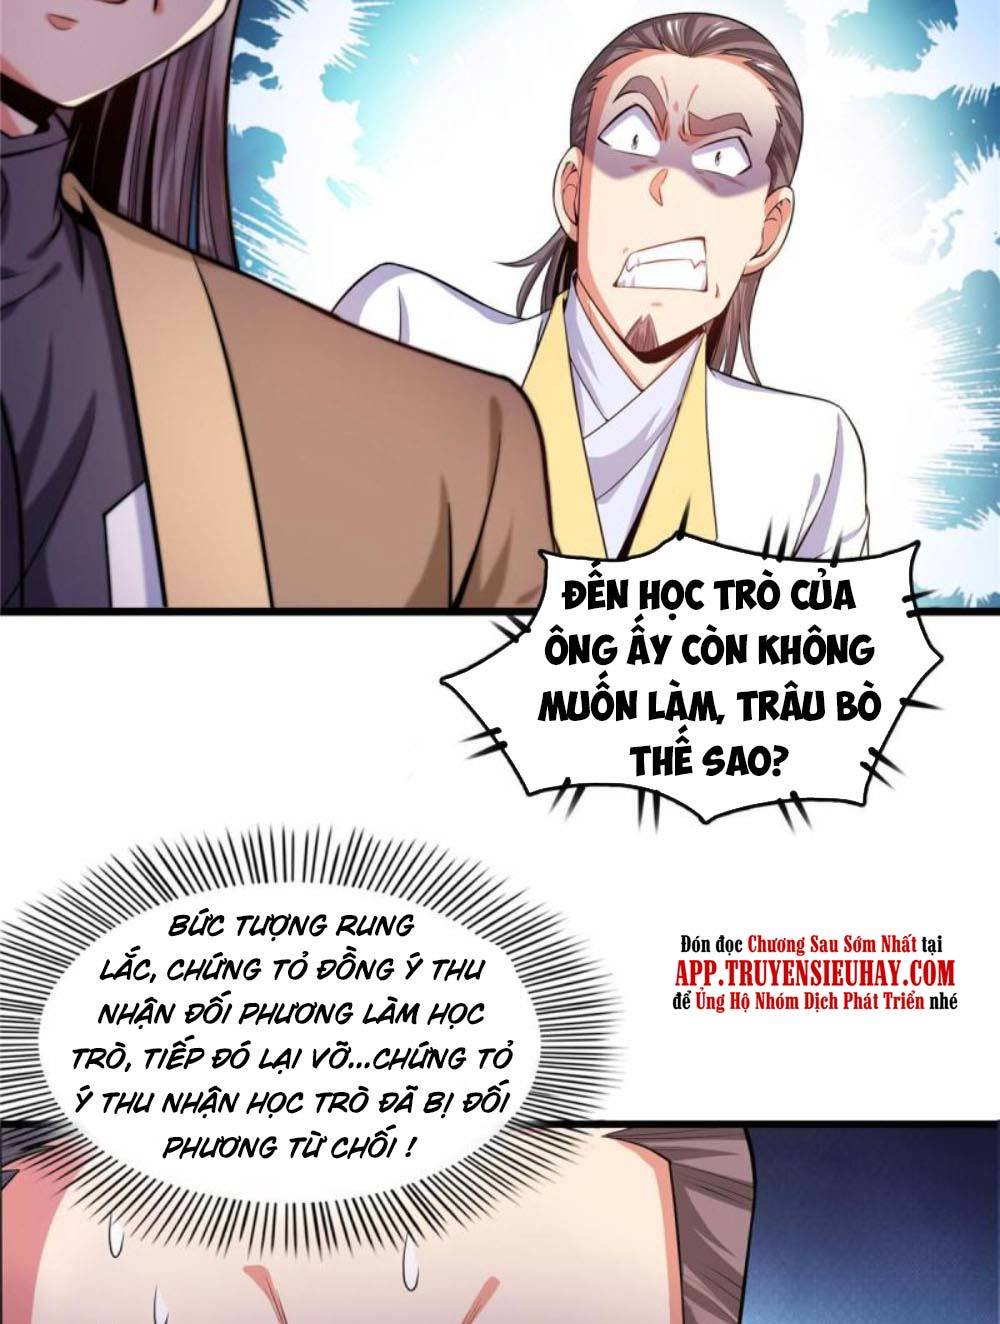 ĐẾN HỌC TRÒ CỦA
ÔNG ẤY CÒN KHÔNG
MUỐN LÀM, TRÂU BÒ
THẾ SAO?
BỨC TƯỢNG RUNG
LẮC, CHỨNG TỎ ĐỒNG Ý THU
NHẬN ĐỐI PHƯƠNG LÀM HỌC
TRÒ, TIẾP ĐÓ LẠI VỠ...CHỨNG TỎ
Ý THU NHẬN HỌC TRÒ ĐÃ BỊ ĐỐI
PHƯƠNG TỪ CHỐI !
Đón đọc Chương Sau Sớm Nhất tại
APP.TRUYENSIEUHAY.COM
để Ủng Hộ Nhóm Dịch Phát Triển nhé